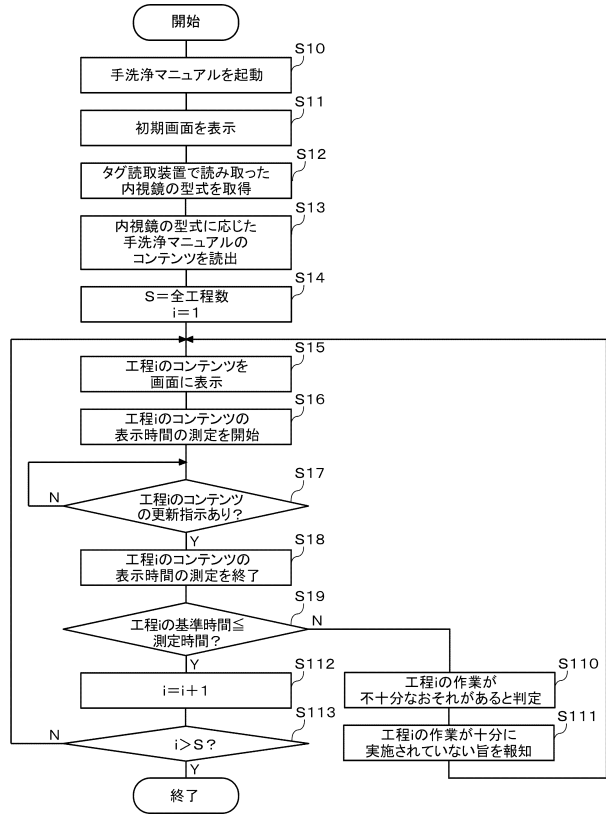 開始
S10
手洗浄マニュアルを起動
S11
初期画面を表示
S12
タグ読取装置で読み取った
内視鏡の型式を取得
S13
内視鏡の型式に応じた
手洗浄マニュアルの
コンテンツを読出
S14
S=全工程数
i=1
S15
工程iのコンテンツを
画面に表示
S16
工程iのコンテンツの
表示時間の測定を開始
S17
工程iのコンテンツ
の更新指示あり?
N
Y
S18
工程iのコンテンツの
表示時間の測定を終了
S19
工程iの基準時間≦
測定時間?
N
Y
S110
工程iの作業が
不十分なおそれがあると判定
S111
工程iの作業が十分に
実施されていない旨を報知
S112
i=i+1
S113
i>S?
N
Y
終了